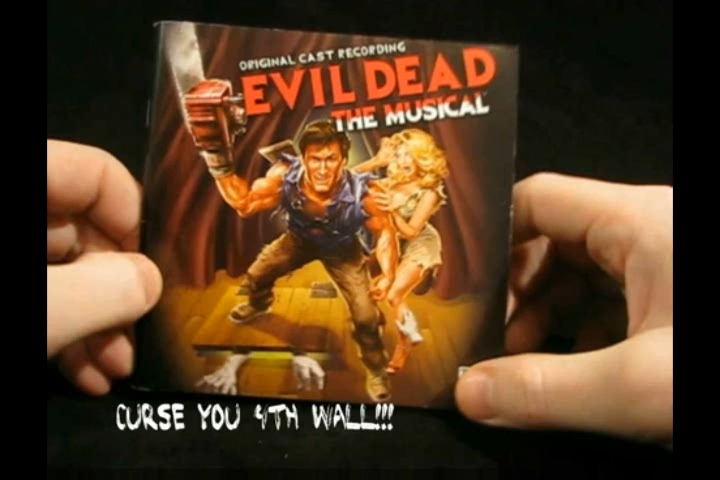 ORIGINAL CAST RECORDING
EVIL DEAD
THE MUSICAL
CURSE YOU 4TH WALL!!!